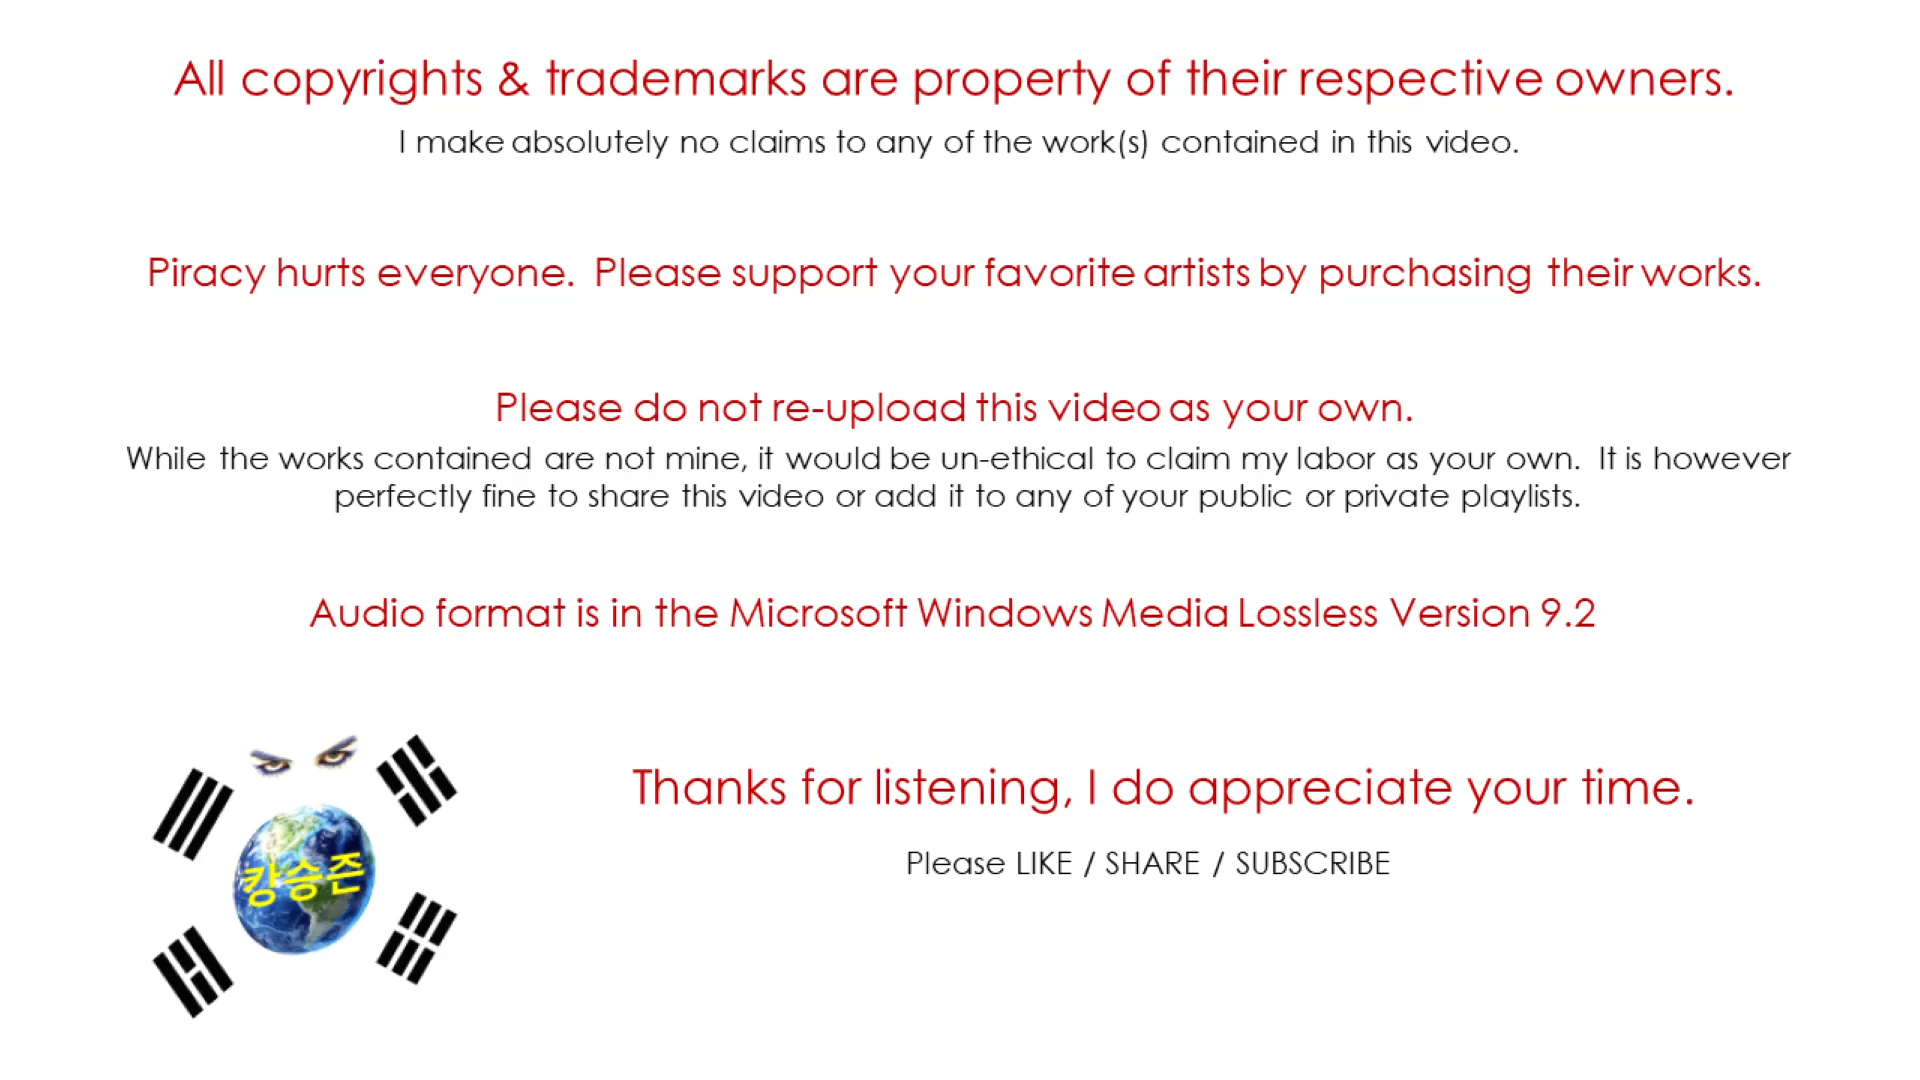 All copyrights & trademarks are property of their respective owners.
I make absolutely no claims to any of the work(s) contained in this video.
Piracy hurts everyone.  Please support your favorite artists by purchasing their works.
Please do not re-upload this video as your own.
While the works contained are not mine, it would be un-ethical to claim my labor as your own.  It is however
perfectly fine to share this video or add it to any of your public or private playlists.
Audio format is in the Microsoft Windows Media Lossless Version 9.2
Thanks for listening, I do appreciate your time.
캉승즌
Please LIKE / SHARE / SUBSCRIBE